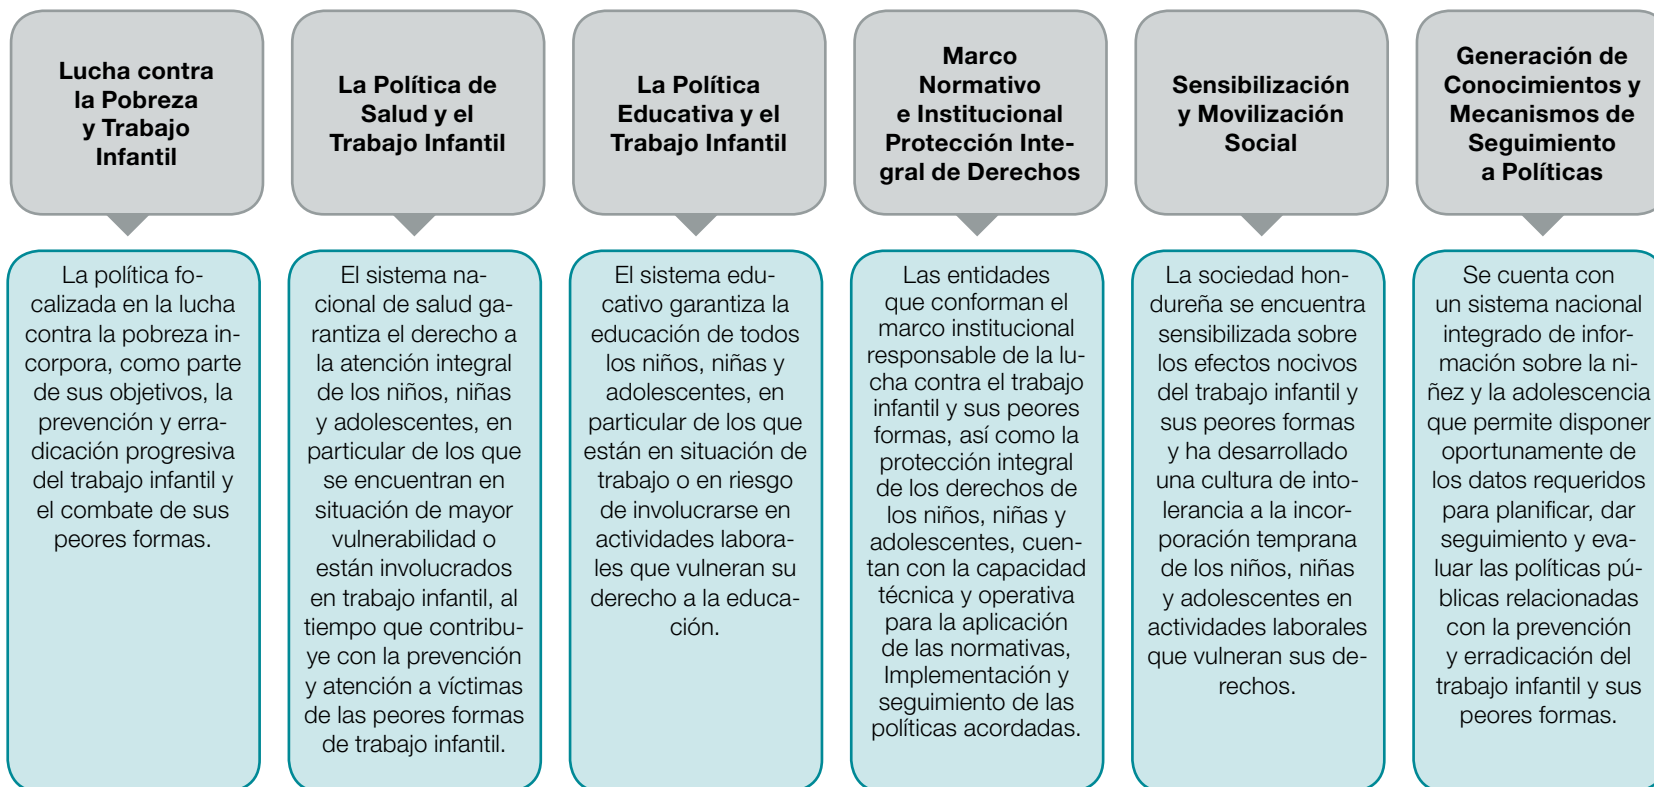 Lucha contra
la Pobreza
y Trabajo
Infantil
La política fo-
calizada en la lucha
contra la pobreza in-
corpora, como parte
de sus objetivos, la
prevención y erra-
dicación progresiva
del trabajo infantil y
el combate de sus
peores formas.
La Política de
Salud y el
Trabajo Infantil
El sistema na-
cional de salud ga-
rantiza el derecho a
la atención integral
de los niños, niñas
y adolescentes, en
particular de los que
se encuentran en
situación de mayor
vulnerabilidad o
están involucrados
en trabajo infantil, al
tiempo que contribu-
ye con la prevención
y atención a víctimas
de las peores formas
de trabajo infantil.
La Política
Educativa y el
Trabajo Infantil
El sistema edu-
cativo garantiza la
educación de todos
los niños, niñas y
adolescentes, en
particular de los que
están en situación de
trabajo o en riesgo
de involucrarse en
actividades labora-
les que vulneran su
derecho a la educa-
ción.
Marco
Normativo
e Institucional
Protección Inte-
gral de Derechos
Las entidades
que conforman el
marco institucional
responsable de la lu-
cha contra el trabajo
infantil y sus peores
formas, así como la
protección integral
de los derechos de
los niños, niñas y
adolescentes, cuen-
tan con la capacidad
técnica y operativa
para la aplicación
de las normativas,
Implementación y
seguimiento de las
políticas acordadas.
Sensibilización
y Movilización
Social
La sociedad hon-
dureña se encuentra
sensibilizada sobre
los efectos nocivos
del trabajo infantil y
sus peores formas
y ha desarrollado
una cultura de into-
lerancia a la incor-
poración temprana
de los niños, niñas
y adolescentes en
actividades laborales
que vulneran sus de-
rechos.
Generación de
Conocimientos y
Mecanismos de
Seguimiento
a Políticas
Se cuenta con
un sistema nacional
integrado de infor-
mación sobre la ni-
ñez y la adolescencia
que permite disponer
oportunamente de
los datos requeridos
para planificar, dar
seguimiento y eva-
luar las políticas pú-
blicas relacionadas
con la prevención
y erradicación del
trabajo infantil y sus
peores formas.